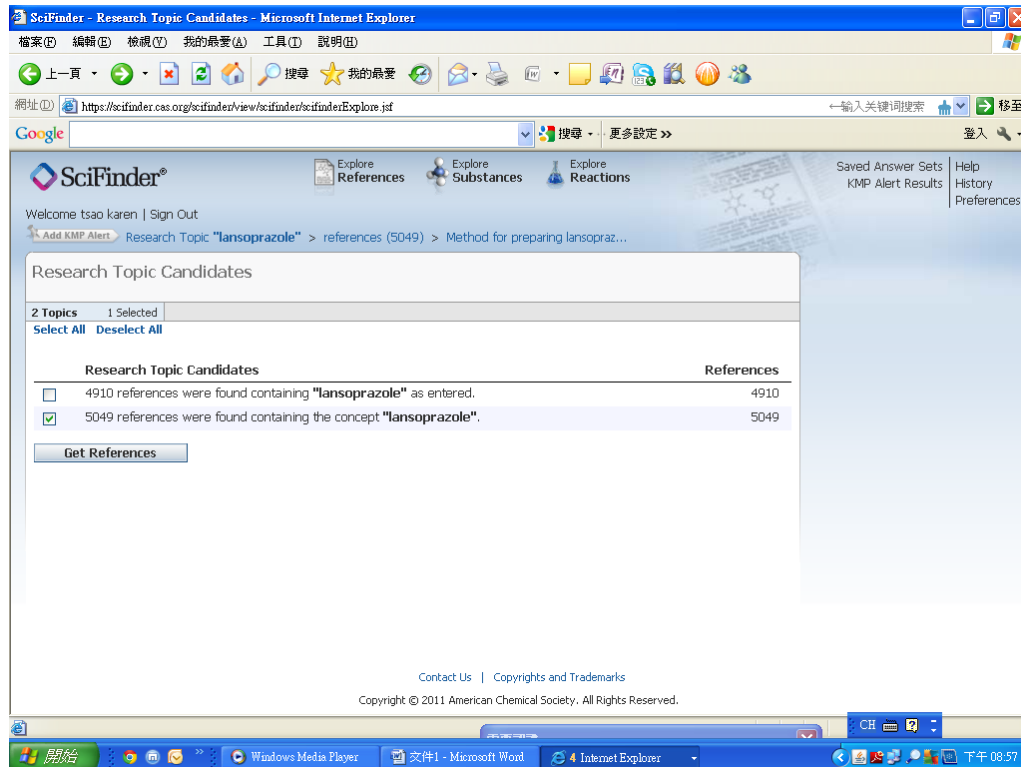 SciFinder - Research Topic Candidates - Microsoft Internet Explorer
檔案(F) 編輯(E) 檢視(V) 我的最愛(A) 工具(T) 說明(H)
上一頁 搜尋 我的最愛
網址(D) https://scifinder.cas.org/scifinder/view/scifinder/scifinderExplore.jsf ←输入关键词搜索 移至
Google 搜尋 更多設定 >> 登入
SciFinder® Explore References Explore Substances Explore Reactions Saved Answer Sets Help
KMP Alert Results History
Preferences
Welcome tsao karen | Sign Out
Add KMP Alert Research Topic "lansoprazole" > references (5049) > Method for preparing lansopraz...
Research Topic Candidates
2 Topics 1 Selected
Select All Deselect All
Research Topic Candidates References
4910 references were found containing "lansoprazole" as entered. 4910
5049 references were found containing the concept "lansoprazole". 5049
Get References
Contact Us | Copyrights and Trademarks
Copyright © 2011 American Chemical Society. All Rights Reserved.
CH
開始 Windows Media Player 文件1 - Microsoft Word 4 Internet Explorer 下午 08:57